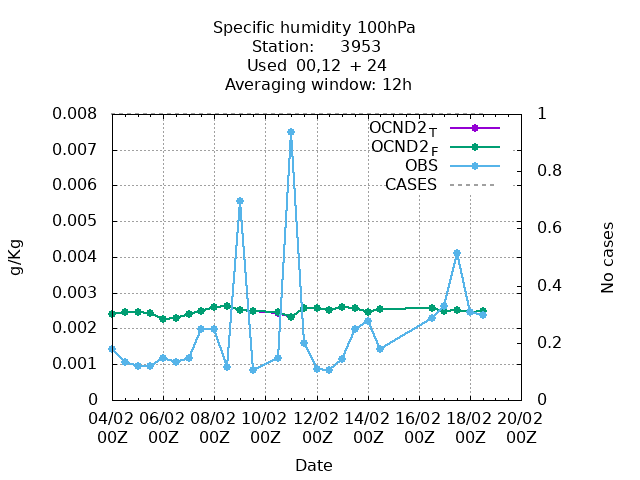 Specific humidity 100hPa
Station: 3953
Used 00,12 + 24
Averaging window: 12h
0.008
0.007
0.006
0.005
0.004
0.003
0.002
0.001
0
1
0.8
0.6
0.4
0.2
0
g/Kg
No cases
OCND2T
OCND2F
OBS
CASES
04/02 06/02 08/02 10/02 12/02 14/02 16/02 18/02 20/02
00Z 00Z 00Z 00Z 00Z 00Z 00Z 00Z 00Z
Date